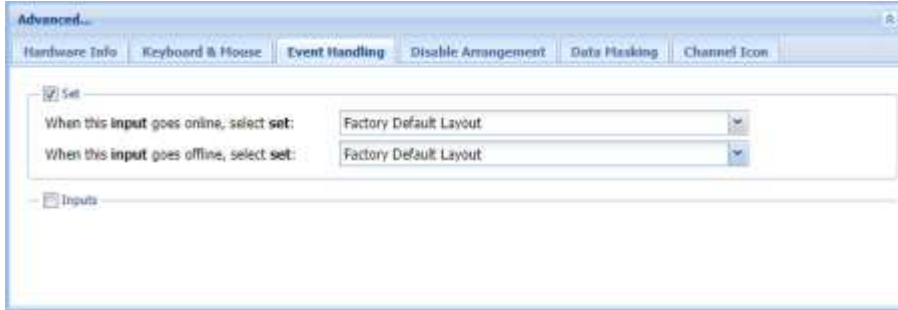 Advanced...
Hardware Info Keyboard & Mouse Event Handling Disable Arrangement Data Masking Channel Icon
Set
When this input goes online, select set: Factory Default Layout
When this input goes offline, select set: Factory Default Layout
Inputs